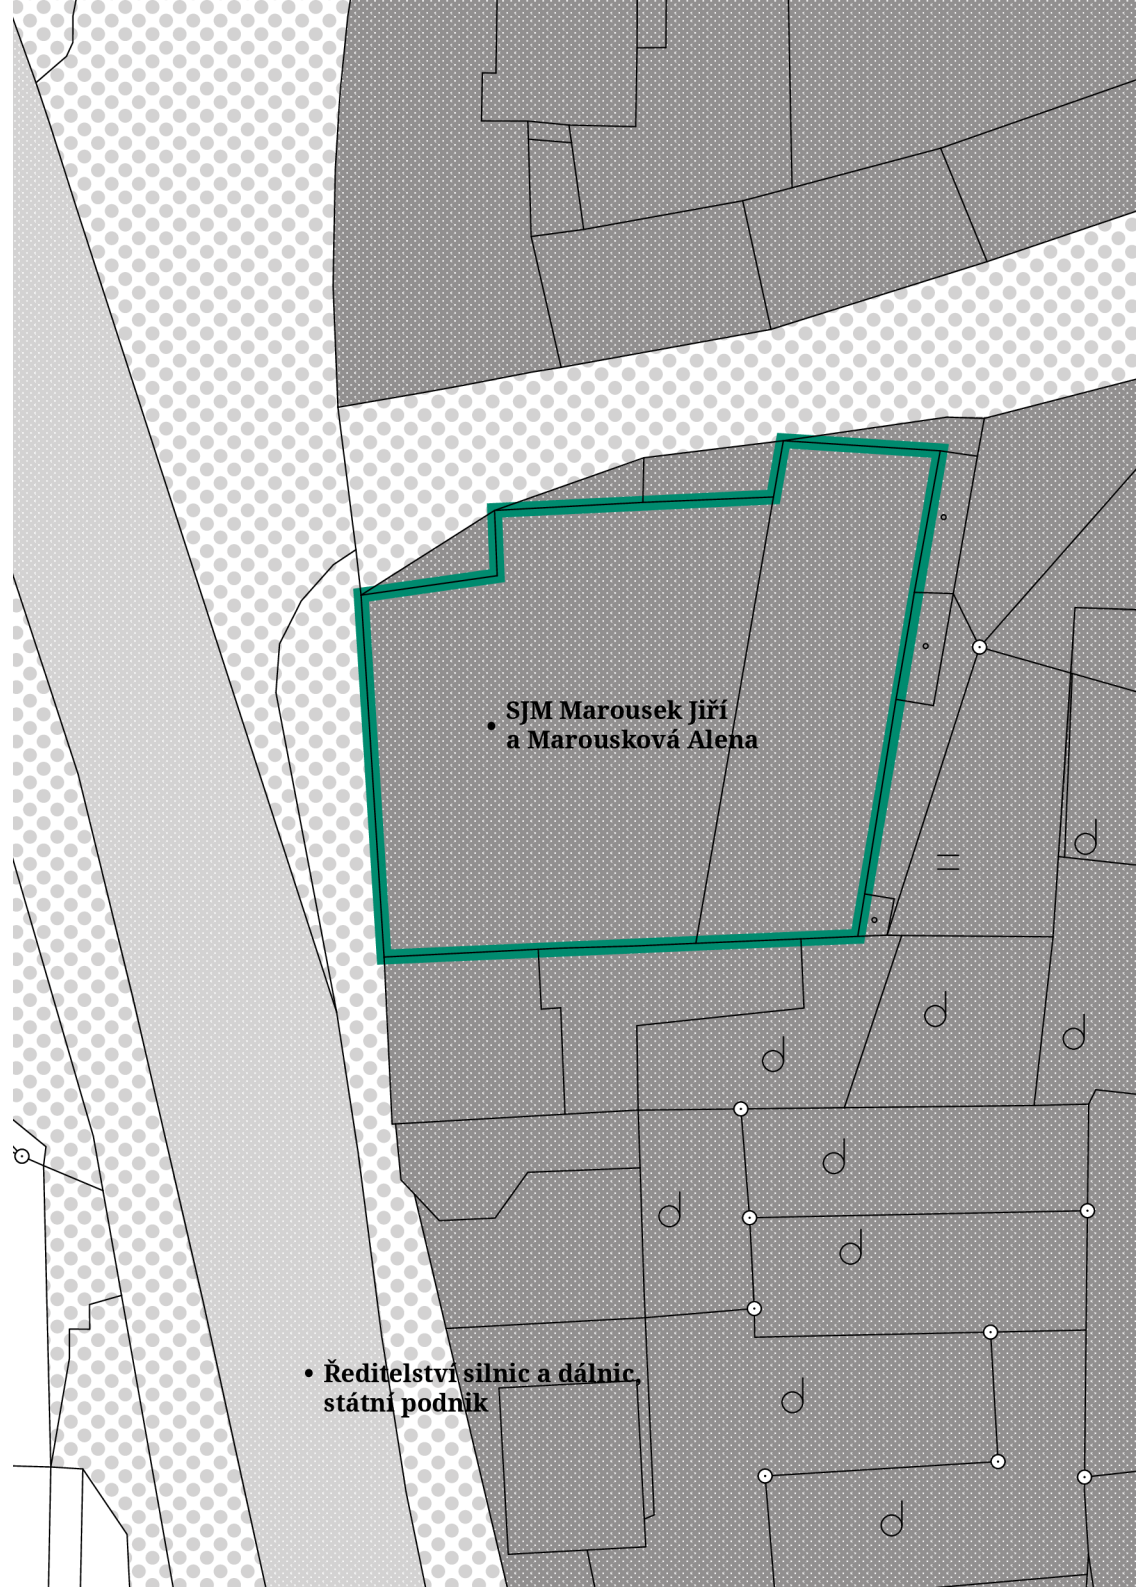 SJM Marousek Jiří
a Marousková Alena
Ředitelství silnic a dálnic,
státní podnik